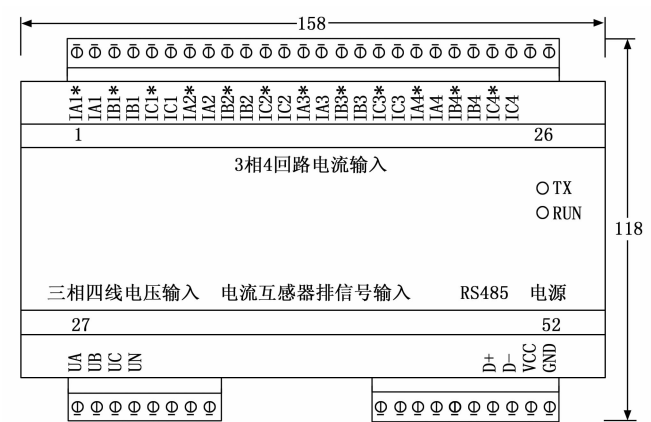 158
IA1* IA1 IB1* IB1 IC1* IC1 IA2* IA2 IB2* IB2 IC2* IC2 IA3* IA3 IB3* IB3 IC3* IC3 IA4* IA4 IB4* IB4 IC4* IC4
1 26
3相4回路电流输入
TX
RUN
118
三相四线电压输入 电流互感器排信号输入 RS485 电源
27 52
UA UB UC UN D+ D- VCC GND